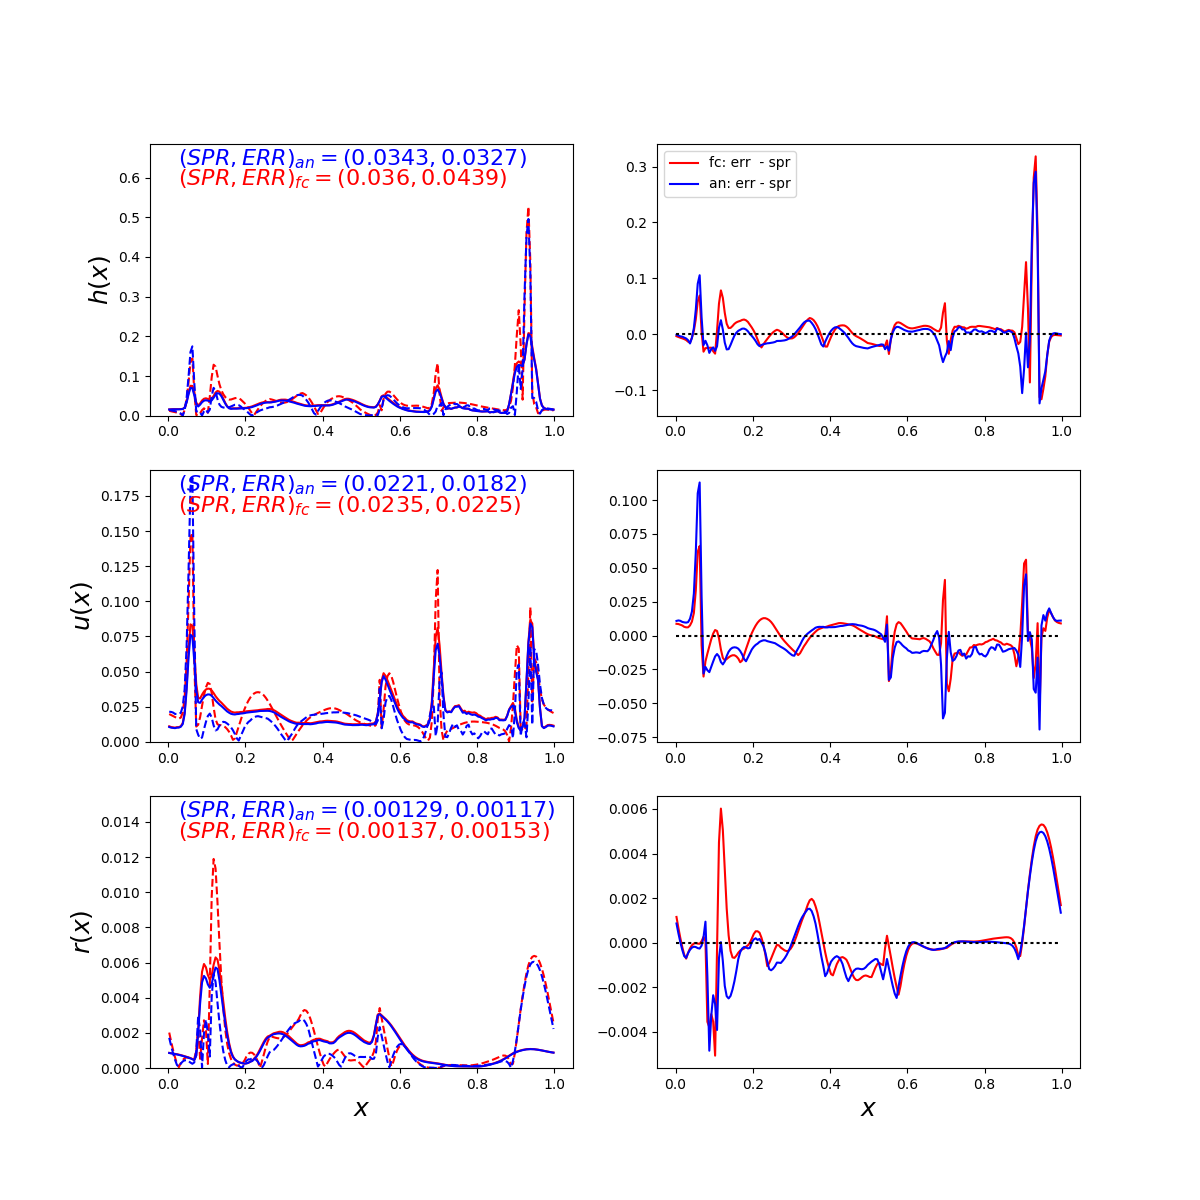 (SPR, ERR)an = (0.0343, 0.0327)
(SPR, ERR)fc = (0.036, 0.0439)
h(x)
0.6
0.5
0.4
0.3
0.2
0.1
0.0
0.0 0.2 0.4 0.6 0.8 1.0
fc: err - spr
an: err - spr
0.3
0.2
0.1
0.0
−0.1
0.0 0.2 0.4 0.6 0.8 1.0
(SPR, ERR)an = (0.0221, 0.0182)
(SPR, ERR)fc = (0.0235, 0.0225)
u(x)
0.175
0.150
0.125
0.100
0.075
0.050
0.025
0.000
0.0 0.2 0.4 0.6 0.8 1.0
0.100
0.075
0.050
0.025
0.000
−0.025
−0.050
−0.075
0.0 0.2 0.4 0.6 0.8 1.0
(SPR, ERR)an = (0.00129, 0.00117)
(SPR, ERR)fc = (0.00137, 0.00153)
r(x)
0.014
0.012
0.010
0.008
0.006
0.004
0.002
0.000
0.0 0.2 0.4 0.6 0.8 1.0
x
0.006
0.004
0.002
0.000
−0.002
−0.004
0.0 0.2 0.4 0.6 0.8 1.0
x